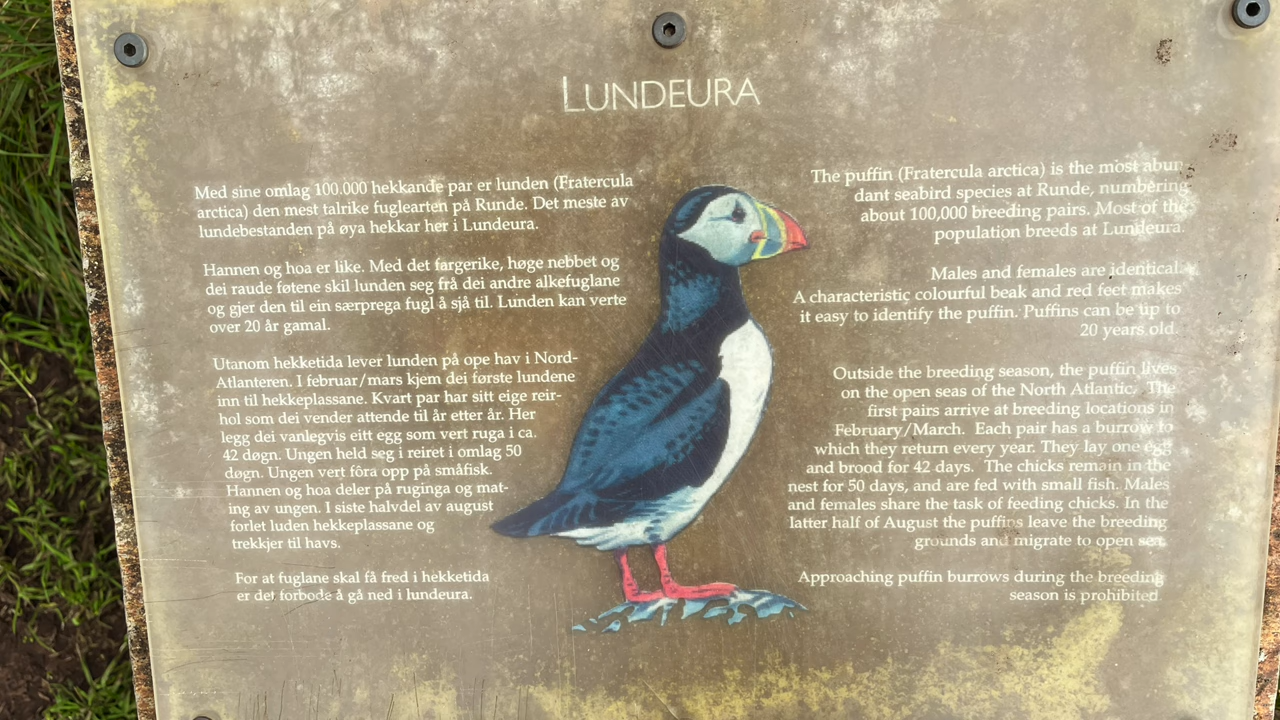 LUNDEURA
Med sine omlag 100.000 hekkande par er lunden (Fratercula
arctica) den mest talrike fuglearten på Runde. Det meste av
lundebestanden på øya hekkar her i Lundeura.
Hannen og hoa er like. Med det fargerike, høge nebbet og
dei raude føtene skil lunden seg frå dei andre alkefuglane
og gjer den til ein særprega fugl å sjå til. Lunden kan verte
over 20 år gamal.
Utanom hekketida lever lunden på ope hav i Nord-
Atlanteren. I februar/mars kjem dei første lundene
inn til hekkeplassane. Kvart par har sitt eige reir-
hol som dei vender attende til år etter år. Her
legg dei vanlegvis eitt egg som vert ruga i ca.
42 døgn. Ungen held seg i reiret i omlag 50
døgn. Ungen vert fôra opp på småfisk.
Hannen og hoa deler på ruginga og mat-
ing av ungen. I siste halvdel av august
forlet luden hekkeplassane og
trekkjer til havs.
For at fuglane skal få fred i hekketida
er det forbode å gå ned i lundeura.
The puffin (Fratercula arctica) is the most abun
dant seabird species at Runde, numbering
about 100,000 breeding pairs. Most of the
population breeds at Lundeura.
Males and females are identical.
A characteristic colourful beak and red feet makes
it easy to identify the puffin. Puffins can be up to
20 years old.
Outside the breeding season, the puffin lives
on the open seas of the North Atlantic. The
first pairs arrive at breeding locations in
February/March. Each pair has a burrow to
which they return every year. They lay one egg
and brood for 42 days. The chicks remain in the
nest for 50 days, and are fed with small fish. Males
and females share the task of feeding chicks. In the
latter half of August the puffins leave the breeding
grounds and migrate to open sea.
Approaching puffin burrows during the breeding
season is prohibited.